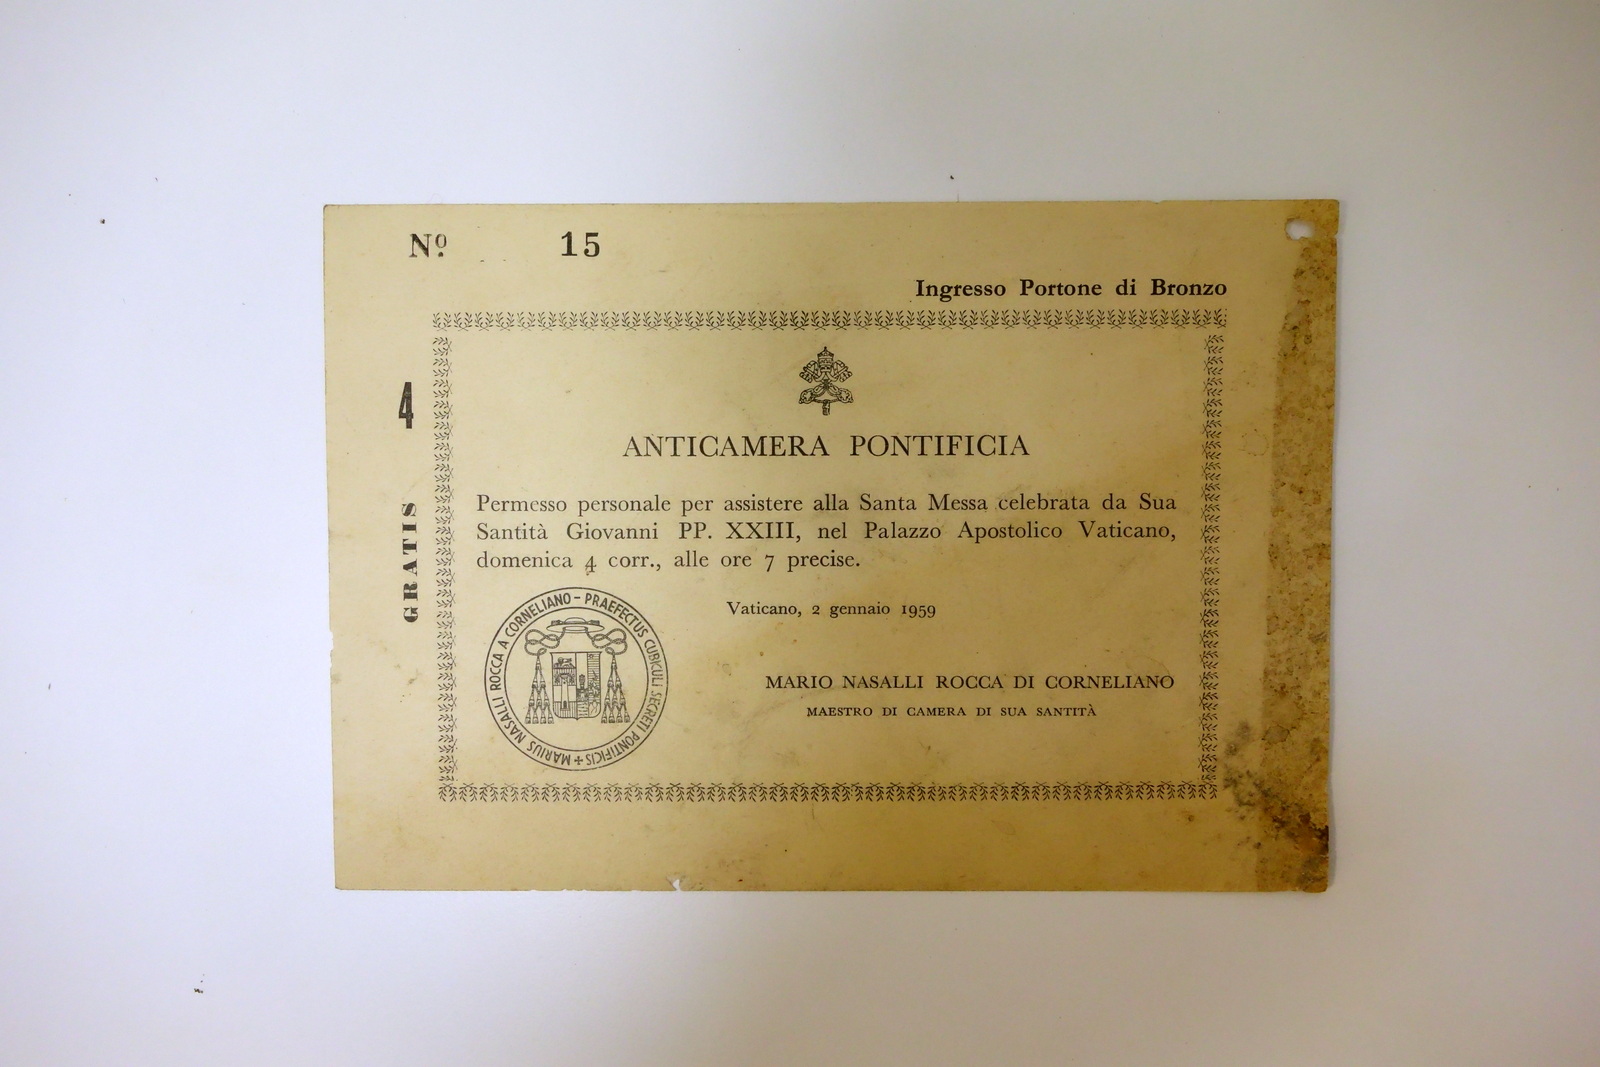 Nº. 15
Ingresso Portone di Bronzo
4
GRATIS
ANTICAMERA PONTIFICIA
Permesso personale per assistere alla Santa Messa celebrata da Sua
Santità Giovanni PP. XXIII, nel Palazzo Apostolico Vaticano,
domenica 4 corr., alle ore 7 precise.
Vaticano, 2 gennaio 1959
MARIO NASALLI ROCCA DI CORNELIANO
MAESTRO DI CAMERA DI SUA SANTITÀ
MARIUS NASALLI ROCCA A CORNELIANO - PRAEFECTUS CUBICULI SECRETI PONTIFICIS +